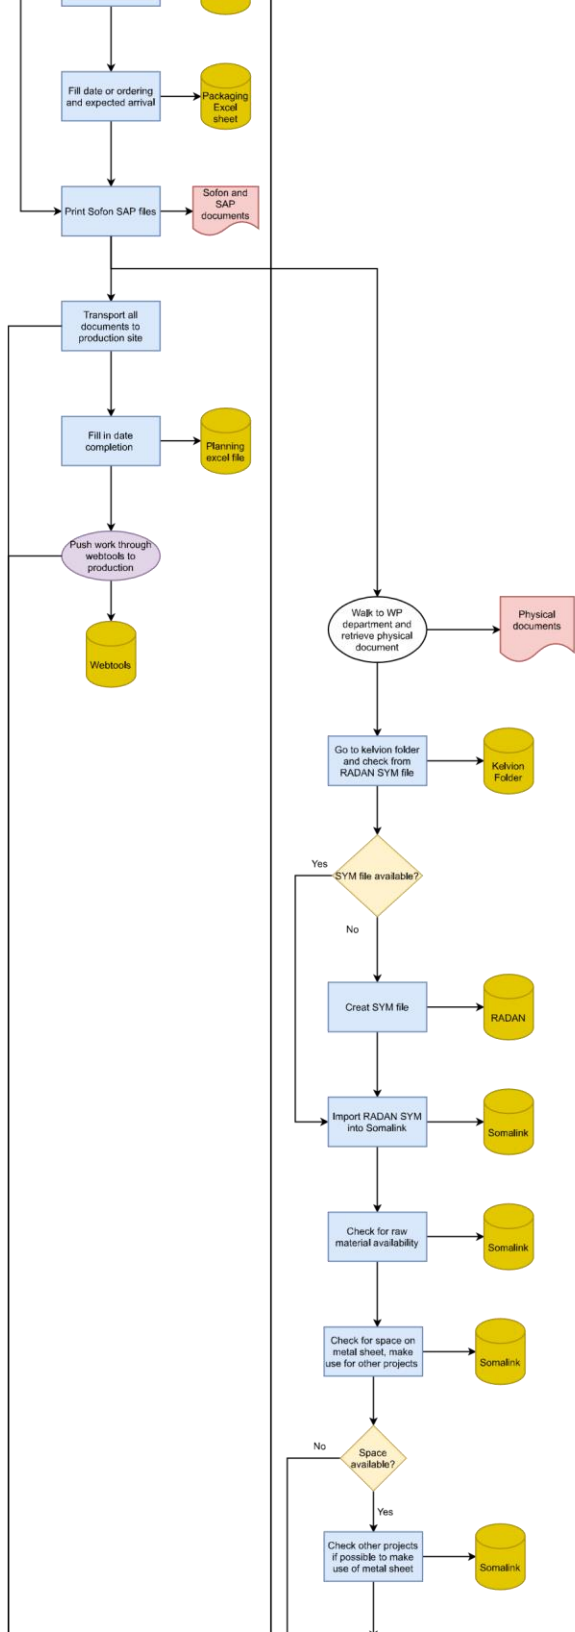 Fill date or ordering
and expected arrival
Packaging
Excel
sheet
Print Sofon SAP files
Sofon and
SAP
documents
Transport all
documents to
production site
Fill in date
completion
Planning
excel file
Push work through
webtools to
production
Webtools
Walk to WP
department and
retrieve physical
document
Physical
documents
Go to kelvion folder
and check from
RADAN SYM file
Kelvion
Folder
Yes
SYM file available?
No
Creat SYM file
RADAN
Import RADAN SYM
into Somalink
Somalink
Check for raw
material availability
Somalink
Check for space on
metal sheet, make
use for other projects
Somalink
No
Space
available?
Yes
Check other projects
if possible to make
use of metal sheet
Somalink